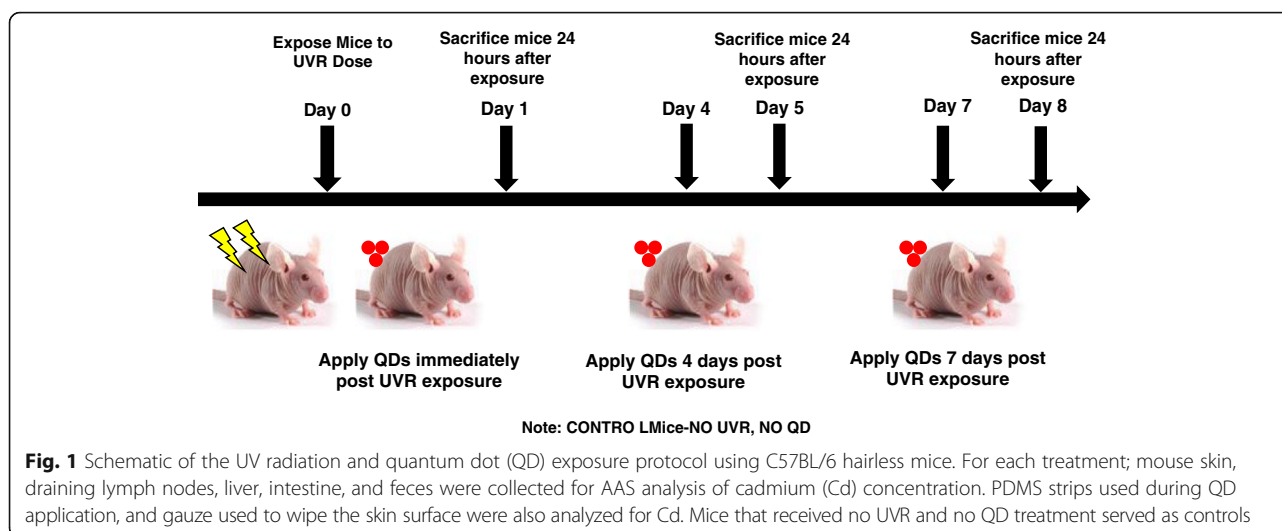 Expose Mice to
UVR Dose
Day 0
Sacrifice mice 24
hours after
exposure
Day 1
Day 4
Sacrifice mice 24
hours after
exposure
Day 5
Day 7
Sacrifice mice 24
hours after
exposure
Day 8
Apply QDs immediately
post UVR exposure
Apply QDs 4 days post
UVR exposure
Apply QDs 7 days post
UVR exposure
Note: CONTRO LMice-NO UVR, NO QD
Fig. 1 Schematic of the UV radiation and quantum dot (QD) exposure protocol using C57BL/6 hairless mice. For each treatment; mouse skin,
draining lymph nodes, liver, intestine, and feces were collected for AAS analysis of cadmium (Cd) concentration. PDMS strips used during QD
application, and gauze used to wipe the skin surface were also analyzed for Cd. Mice that received no UVR and no QD treatment served as controls